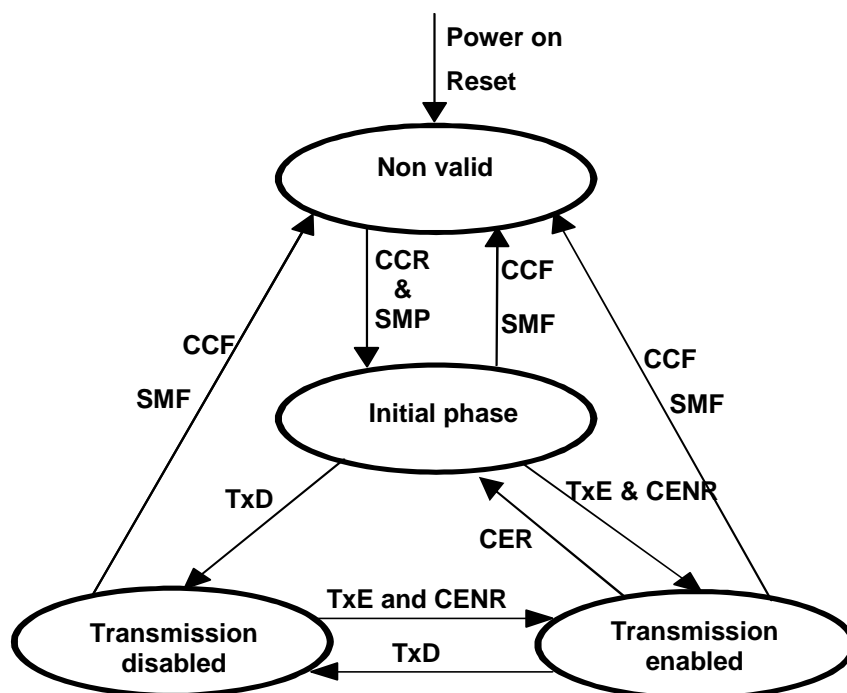 Power on
Reset
Non valid
CCR
&
SMP
CCF
SMF
CCF
SMF
CCF
SMF
Initial phase
TxD
TxE & CENR
CER
TxE and CENR
Transmission
disabled
TxD
Transmission
enabled